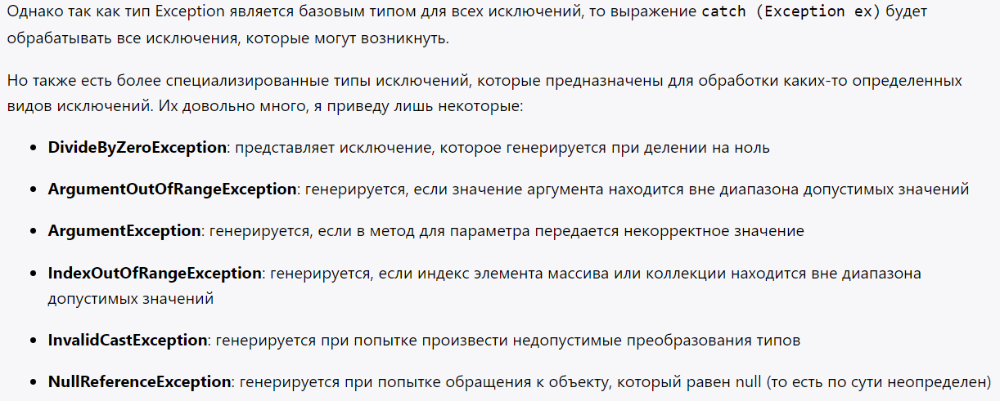 Однако так как тип Exception является базовым типом для всех исключений, то выражение catch (Exception ex) будет
обрабатывать все исключения, которые могут возникнуть.
Но также есть более специализированные типы исключений, которые предназначены для обработки каких-то определенных
видов исключений. Их довольно много, я приведу лишь некоторые:
• DivideByZeroException: представляет исключение, которое генерируется при делении на ноль
• ArgumentOutOfRangeException: генерируется, если значение аргумента находится вне диапазона допустимых значений
• ArgumentException: генерируется, если в метод для параметра передается некорректное значение
• IndexOutOfRangeException: генерируется, если индекс элемента массива или коллекции находится вне диапазона
допустимых значений
• InvalidCastException: генерируется при попытке произвести недопустимые преобразования типов
• NullReferenceException: генерируется при попытке обращения к объекту, который равен null (то есть по сути неопределен)